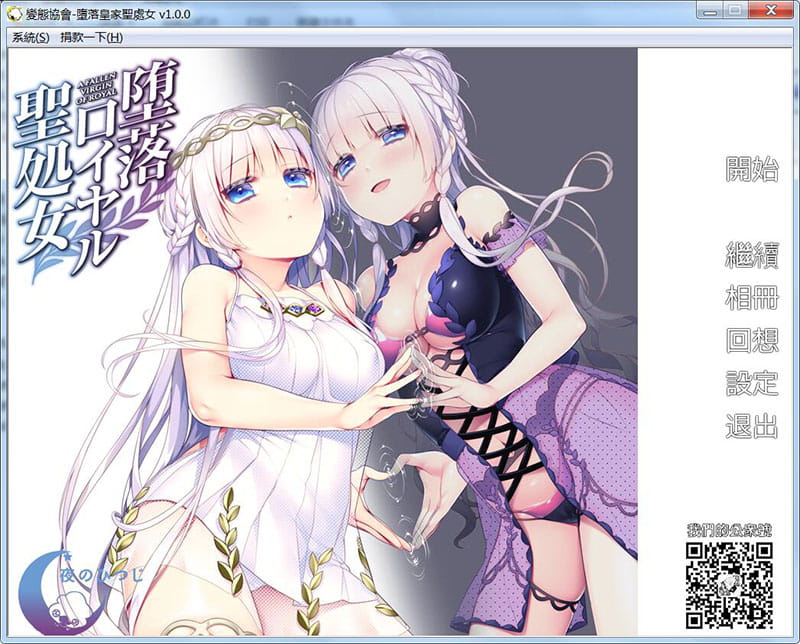 變態協會-墮落皇家聖處女 v1.0.0
系統(S) 捐款一下(H)
堕落
A FALLEN
VIRGIN
OF ROYAL
ロイヤル
聖処女
開始
繼續
相冊
回想
設定
退出
我們的公眾號
夜のひつじ